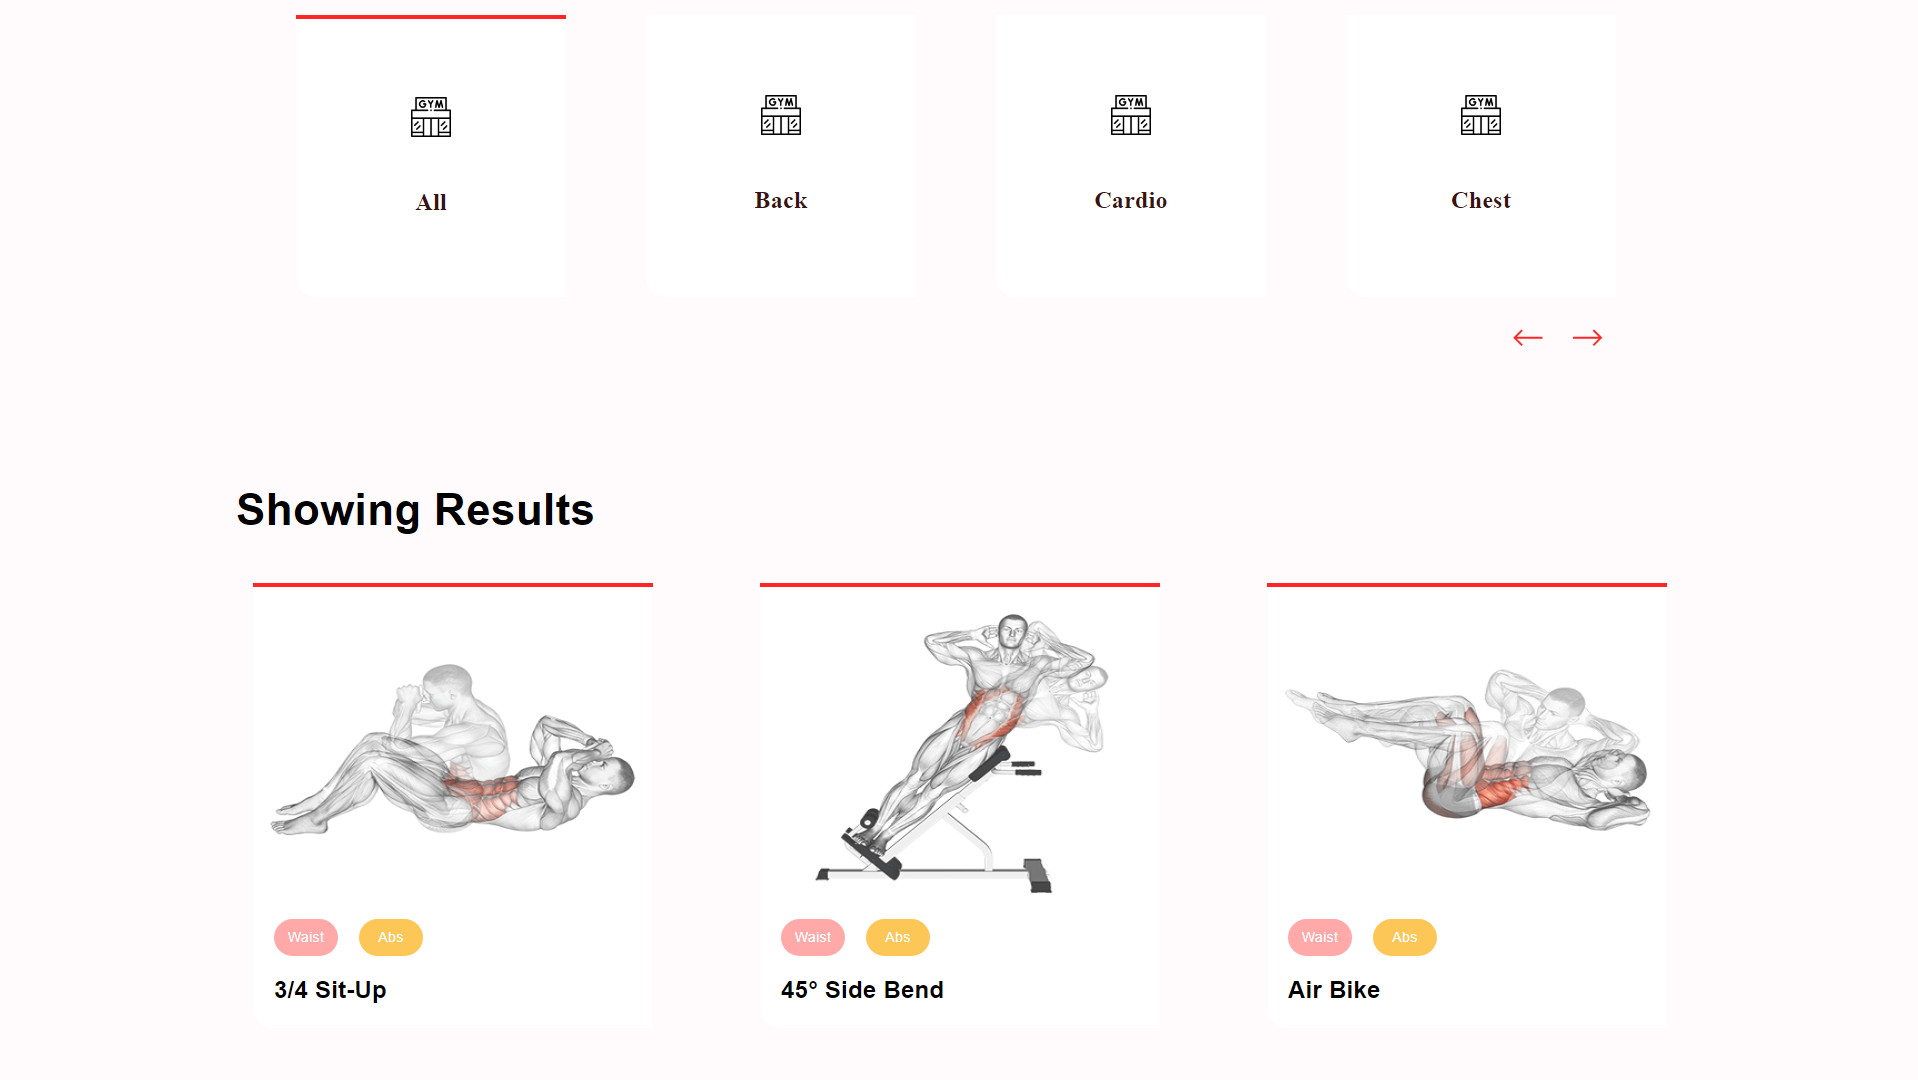 GYM GYM GYM GYM
All Back Cardio Chest
Showing Results
Waist Abs Waist Abs Waist Abs
3/4 Sit-Up 45° Side Bend Air Bike